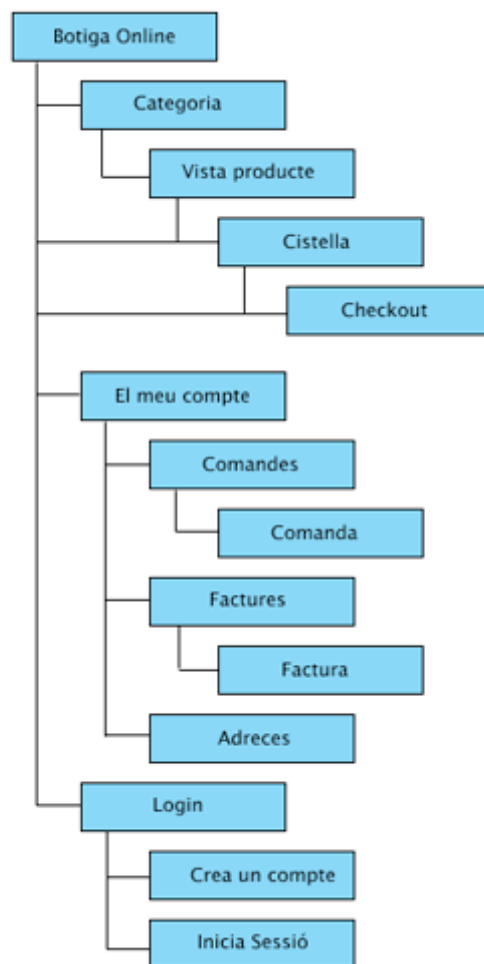 Botiga Online
Categoria
Vista producte
Cistella
Checkout
El meu compte
Comandes
Comanda
Factures
Factura
Adreces
Login
Crea un compte
Inicia Sessió